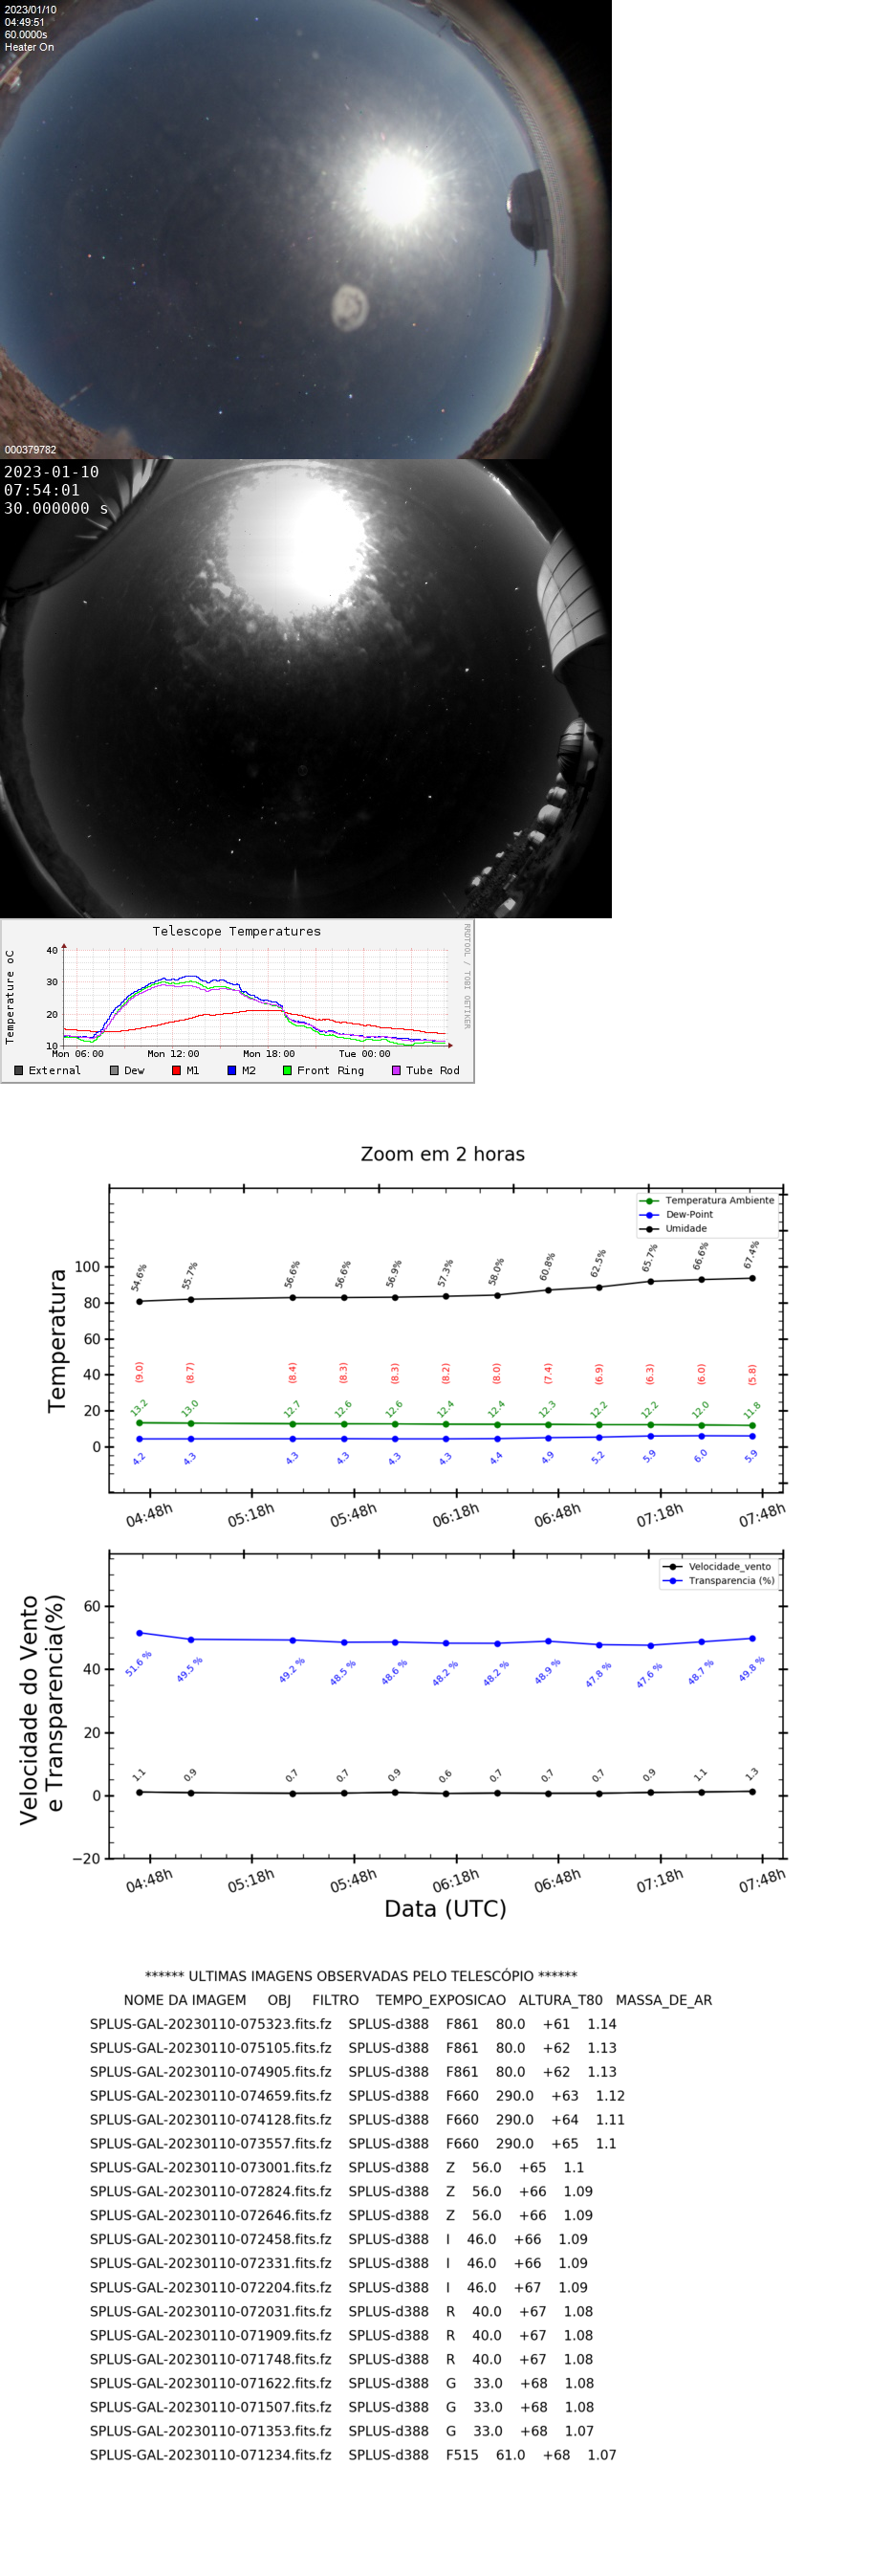 2023/01/10
04:49:51
60.0000s
Heater On
000379782
2023-01-10
07:54:01
30.000000 s
Telescope Temperatures
RRDTOOL / TOBI OETIKER
Temperature oC
40
30
20
10
Mon 06:00 Mon 12:00 Mon 18:00 Tue 00:00
External Dew M1 M2 Front Ring Tube Rod
Zoom em 2 horas
Temperatura Ambiente
Dew-Point
Umidade
Temperatura
100
80
60
40
20
0
54.6% 55.7% 56.6% 56.6% 56.9% 57.3% 58.0% 60.8% 62.5% 65.7% 66.6% 67.4%
(9.0) (8.7) (8.4) (8.3) (8.3) (8.2) (8.0) (7.4) (6.9) (6.3) (6.0) (5.8)
13.2 13.0 12.7 12.6 12.6 12.4 12.4 12.3 12.2 12.2 12.0 11.8
4.2 4.3 4.3 4.3 4.3 4.3 4.4 4.9 5.2 5.9 6.0 5.9
04:48h 05:18h 05:48h 06:18h 06:48h 07:18h 07:48h
Velocidade_vento
Transparencia (%)
Velocidade do Vento
e Transparencia(%)
60
40
20
0
−20
51.6 % 49.5 % 49.2 % 48.5 % 48.6 % 48.2 % 48.2 % 48.9 % 47.8 % 47.6 % 48.7 % 49.8 %
1.1 0.9 0.7 0.7 0.9 0.6 0.7 0.7 0.7 0.9 1.1 1.3
04:48h 05:18h 05:48h 06:18h 06:48h 07:18h 07:48h
Data (UTC)
****** ULTIMAS IMAGENS OBSERVADAS PELO TELESCÓPIO ******
NOME DA IMAGEM OBJ FILTRO TEMPO_EXPOSICAO ALTURA_T80 MASSA_DE_AR
SPLUS-GAL-20230110-075323.fits.fz SPLUS-d388 F861 80.0 +61 1.14
SPLUS-GAL-20230110-075105.fits.fz SPLUS-d388 F861 80.0 +62 1.13
SPLUS-GAL-20230110-074905.fits.fz SPLUS-d388 F861 80.0 +62 1.13
SPLUS-GAL-20230110-074659.fits.fz SPLUS-d388 F660 290.0 +63 1.12
SPLUS-GAL-20230110-074128.fits.fz SPLUS-d388 F660 290.0 +64 1.11
SPLUS-GAL-20230110-073557.fits.fz SPLUS-d388 F660 290.0 +65 1.1
SPLUS-GAL-20230110-073001.fits.fz SPLUS-d388 Z 56.0 +65 1.1
SPLUS-GAL-20230110-072824.fits.fz SPLUS-d388 Z 56.0 +66 1.09
SPLUS-GAL-20230110-072646.fits.fz SPLUS-d388 Z 56.0 +66 1.09
SPLUS-GAL-20230110-072458.fits.fz SPLUS-d388 I 46.0 +66 1.09
SPLUS-GAL-20230110-072331.fits.fz SPLUS-d388 I 46.0 +66 1.09
SPLUS-GAL-20230110-072204.fits.fz SPLUS-d388 I 46.0 +67 1.09
SPLUS-GAL-20230110-072031.fits.fz SPLUS-d388 R 40.0 +67 1.08
SPLUS-GAL-20230110-071909.fits.fz SPLUS-d388 R 40.0 +67 1.08
SPLUS-GAL-20230110-071748.fits.fz SPLUS-d388 R 40.0 +67 1.08
SPLUS-GAL-20230110-071622.fits.fz SPLUS-d388 G 33.0 +68 1.08
SPLUS-GAL-20230110-071507.fits.fz SPLUS-d388 G 33.0 +68 1.08
SPLUS-GAL-20230110-071353.fits.fz SPLUS-d388 G 33.0 +68 1.07
SPLUS-GAL-20230110-071234.fits.fz SPLUS-d388 F515 61.0 +68 1.07